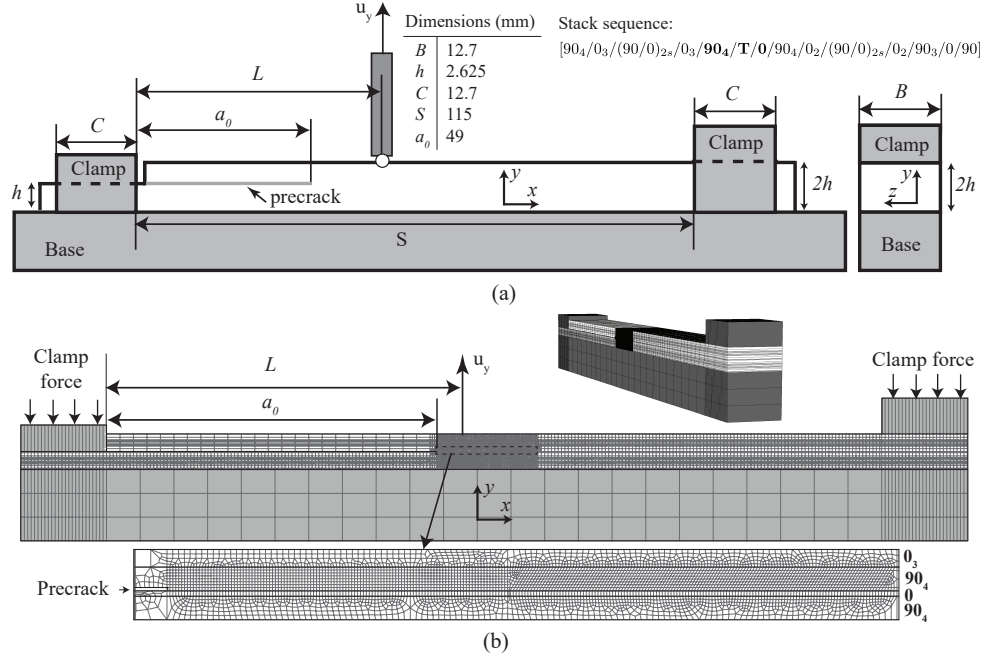 u_y
Dimensions (mm)
B 12.7
h 2.625
C 12.7
S 115
a_0 49
Stack sequence:
[90_4/0_3/(90/0)_{2s}/0_3/90_4/T/0/90_4/0_2/(90/0)_{2s}/0_2/90_3/0/90]
L
C
a_0
C
B
Clamp
Clamp
Clamp
h
precrack
y
x
2h
y
z
2h
S
Base
Base
(a)
Clamp
force
L
u_y
a_0
Clamp force
y
x
Precrack
0_3
90_4
0
90_4
(b)